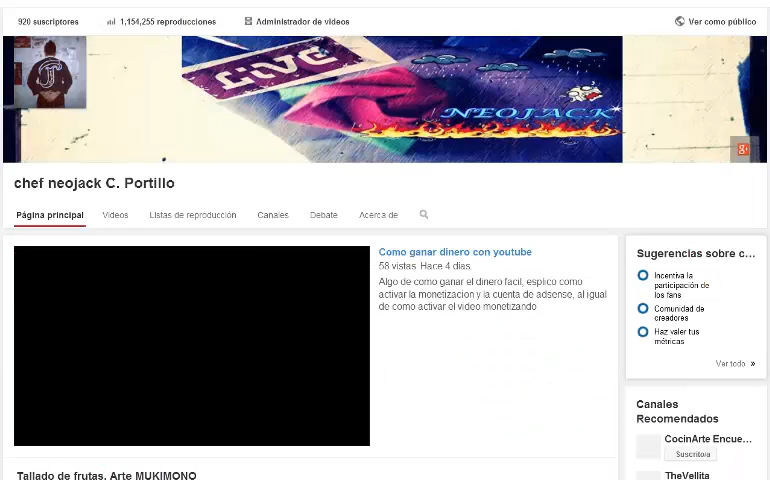 920 suscriptores 1,154,255 reproducciones Administrador de videos Ver como público
LIVE
NEOJACK
chef neojack C. Portillo
Página principal Videos Listas de reproducción Canales Debate Acerca de
Como ganar dinero con youtube
58 vistas Hace 4 días
Algo de como ganar el dinero facil, esplico como
activar la monetizacion y la cuenta de adsense, al igual
de como activar el video monetizando
Sugerencias sobre c...
Incentiva la
participación de
los fans
Comunidad de
creadores
Haz valer tus
métricas
Ver todo »
Canales
Recomendados
CocinArte Encue...
Suscrito/a
TheVellita
Tallado de frutas. Arte MUKIMONO